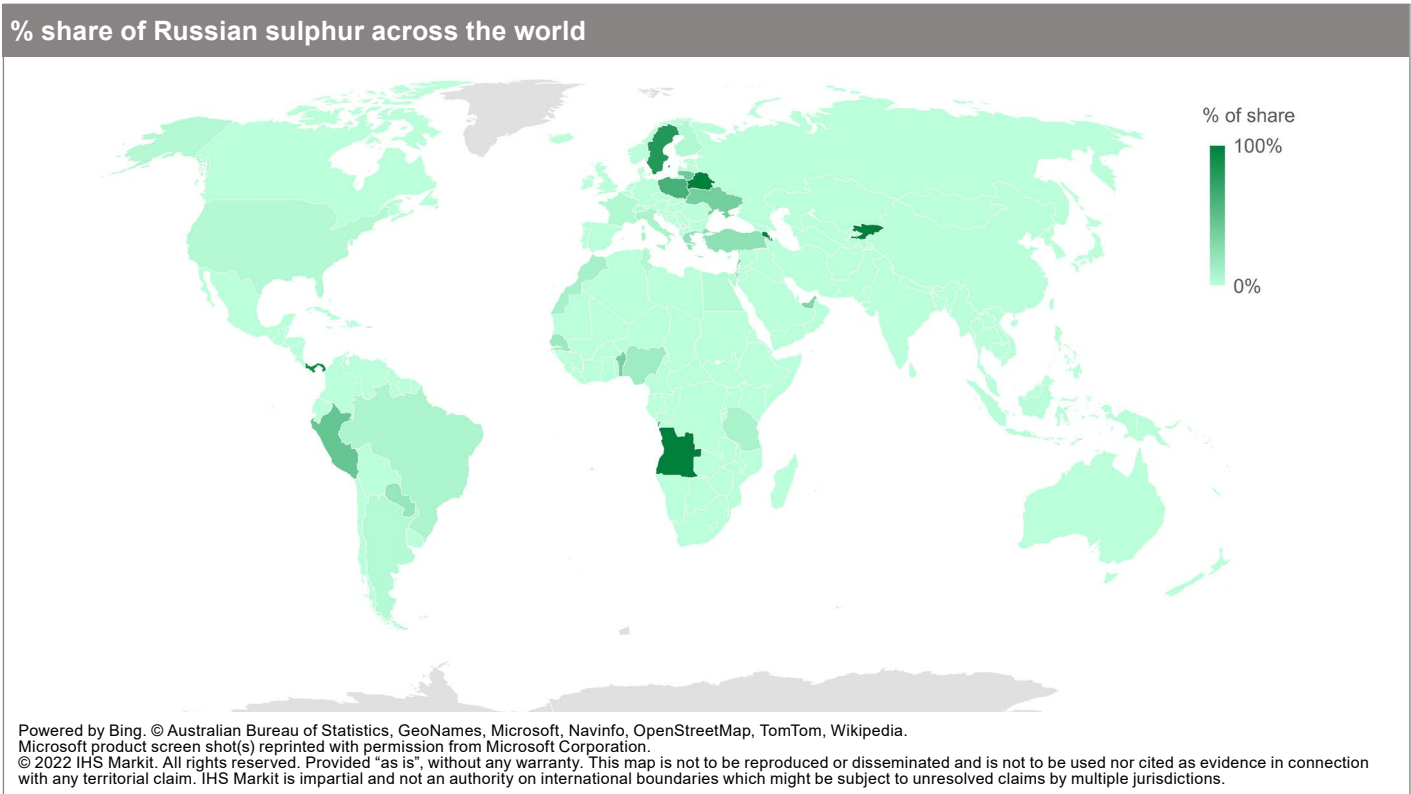 % share of Russian sulphur across the world
% of share
100%
0%
Powered by Bing. © Australian Bureau of Statistics, GeoNames, Microsoft, Navinfo, OpenStreetMap, TomTom, Wikipedia.
Microsoft product screen shot(s) reprinted with permission from Microsoft Corporation.
© 2022 IHS Markit. All rights reserved. Provided “as is”, without any warranty. This map is not to be reproduced or disseminated and is not to be used nor cited as evidence in connection
with any territorial claim. IHS Markit is impartial and not an authority on international boundaries which might be subject to unresolved claims by multiple jurisdictions.